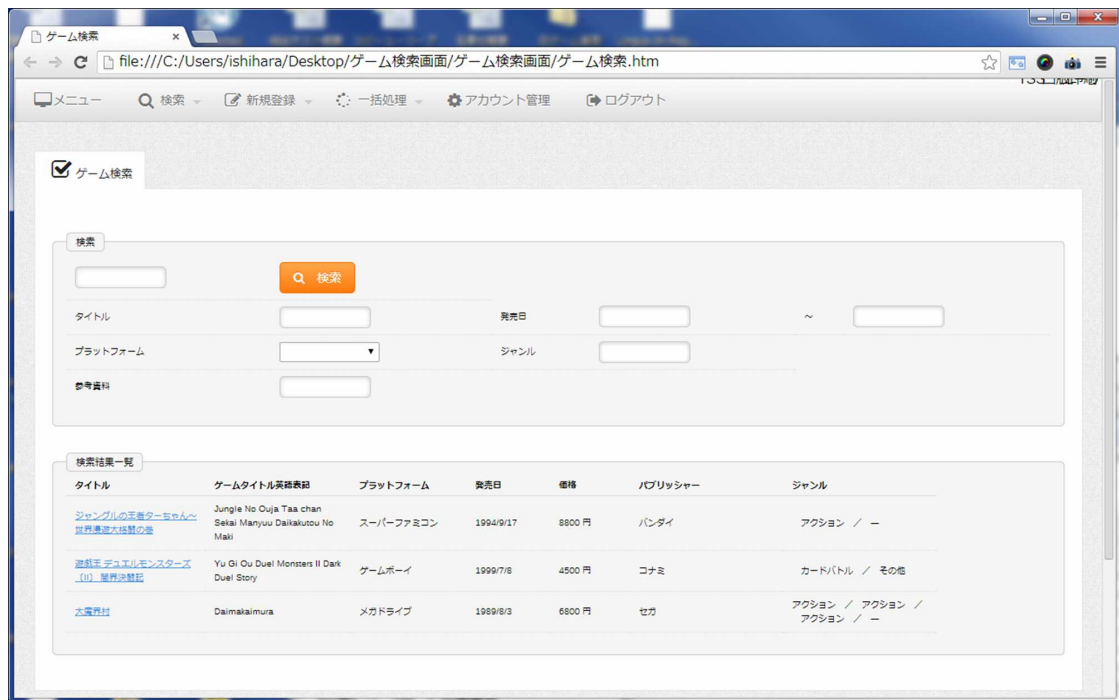 ゲーム検索
file:///C:/Users/ishihara/Desktop/ゲーム検索画面/ゲーム検索画面/ゲーム検索.htm
メニュー 検索 新規登録 一括処理 アカウント管理 ログアウト
ゲーム検索
検索
検索
タイトル 発売日 ～
プラットフォーム ジャンル
参考資料
検索結果一覧
タイトル ゲームタイトル英語表記 プラットフォーム 発売日 価格 パブリッシャー ジャンル
ジャングルの王者ターちゃん～ Jungle No Ouja Taa chan
世界漫遊大格闘の巻 Sekai Manyuu Daikakutou No スーパーファミコン 1994/9/17 8800 円 バンダイ アクション ／ ー
Maki
遊戯王 デュエルモンスターズ Yu Gi Ou Duel Monsters II Dark
（II） 闇界決闘記 Duel Story ゲームボーイ 1999/7/8 4500 円 コナミ カードバトル ／ その他
大魔界村 Daimakaimura メガドライブ 1989/8/3 6800 円 セガ アクション ／ アクション ／
アクション ／ ー